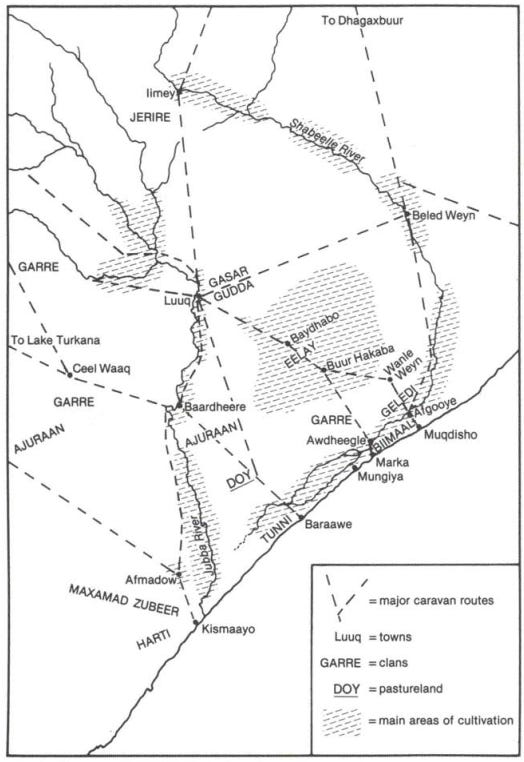 To Dhagaxbuur
Iimey
JERIRE
Shabeelle River
Beled Weyn
GARRE
GASAR
GUDDA
Luuq
Baydhabo
EELAY
Buur Hakaba
Wanle
Weyn
To Lake Turkana
Ceel Waaq
GARRE
Baardheere
AJURAAN
GARRE
GELEDI
Afgooye
Awdheegle
BIIMAAL
Muqdisho
AJURAAN
Marka
Mungiya
DOY
TUNNI
Baraawe
Jubba River
Afmadow
MAXAMAD ZUBEER
HARTI
Kismaayo
= major caravan routes
Luuq = towns
GARRE = clans
DOY = pastureland
= main areas of cultivation